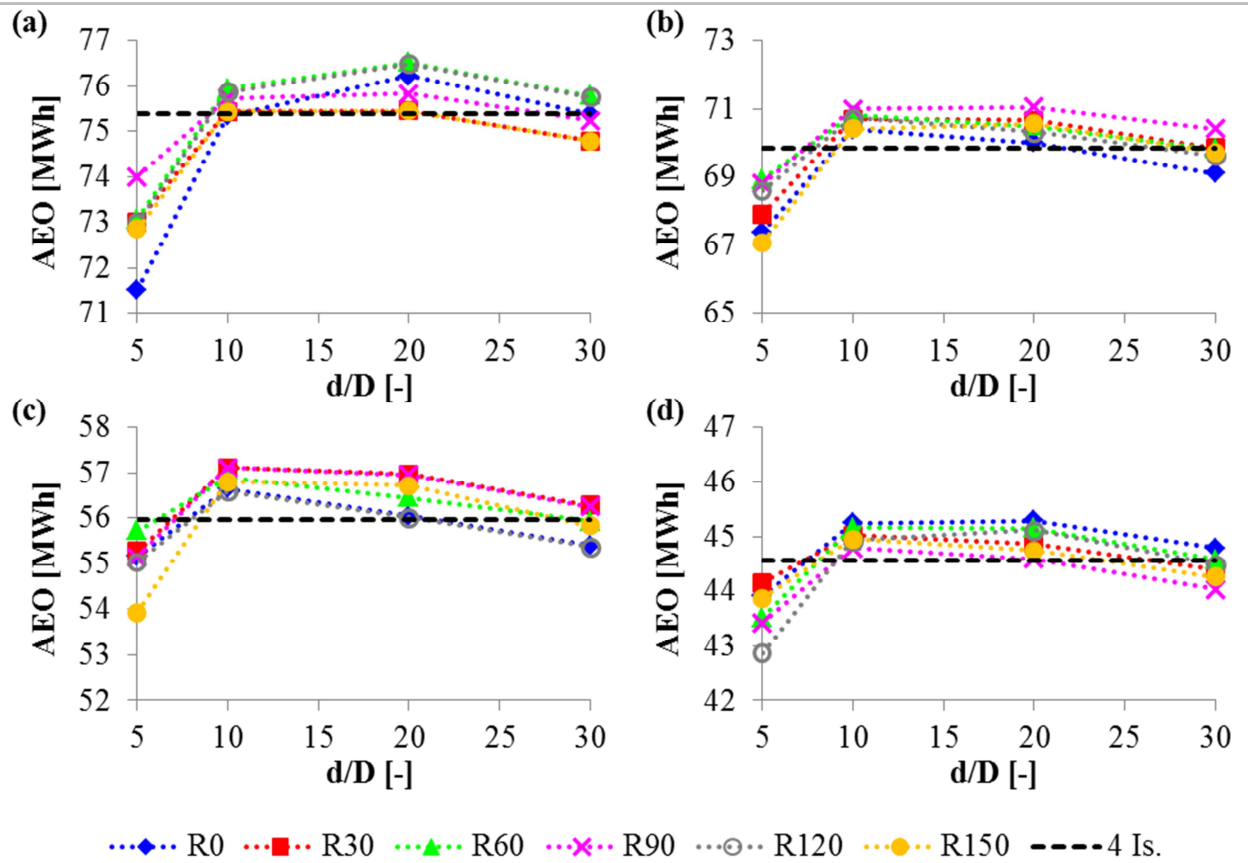 (a)
77
76
75
74
73
72
71
AEO [MWh]
5 10 15 20 25 30
d/D [-]
(b)
73
71
69
67
65
AEO [MWh]
5 10 15 20 25 30
d/D [-]
(c)
58
57
56
55
54
53
52
AEO [MWh]
5 10 15 20 25 30
d/D [-]
(d)
47
46
45
44
43
42
AEO [MWh]
5 10 15 20 25 30
d/D [-]
R0 R30 R60 R90 R120 R150 4 Is.